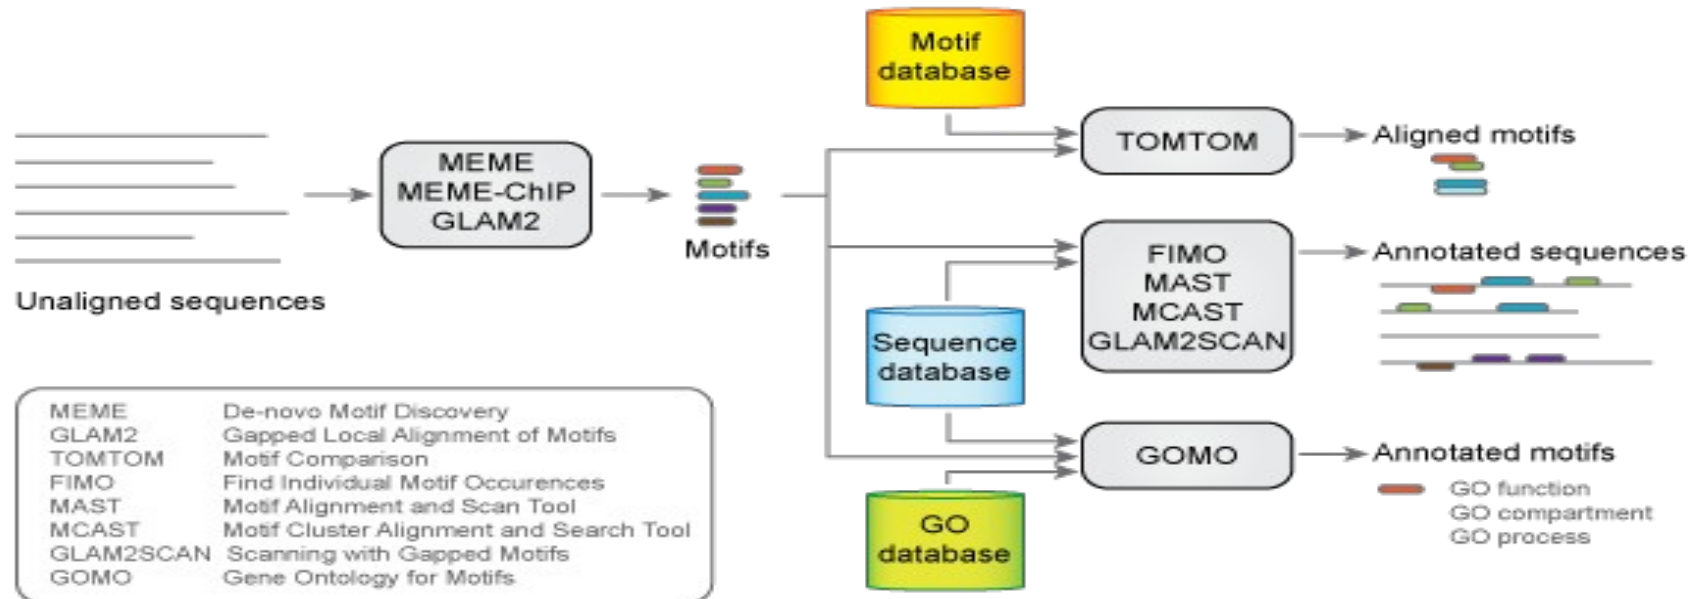 Motif
database
TOMTOM
Aligned motifs
MEME
MEME-ChIP
GLAM2
Motifs
Unaligned sequences
FIMO
MAST
MCAST
GLAM2SCAN
Annotated sequences
Sequence
database
GOMO
Annotated motifs
GO function
GO compartment
GO process
GO
database
MEME De-novo Motif Discovery
GLAM2 Gapped Local Alignment of Motifs
TOMTOM Motif Comparison
FIMO Find Individual Motif Occurences
MAST Motif Alignment and Scan Tool
MCAST Motif Cluster Alignment and Search Tool
GLAM2SCAN Scanning with Gapped Motifs
GOMO Gene Ontology for Motifs